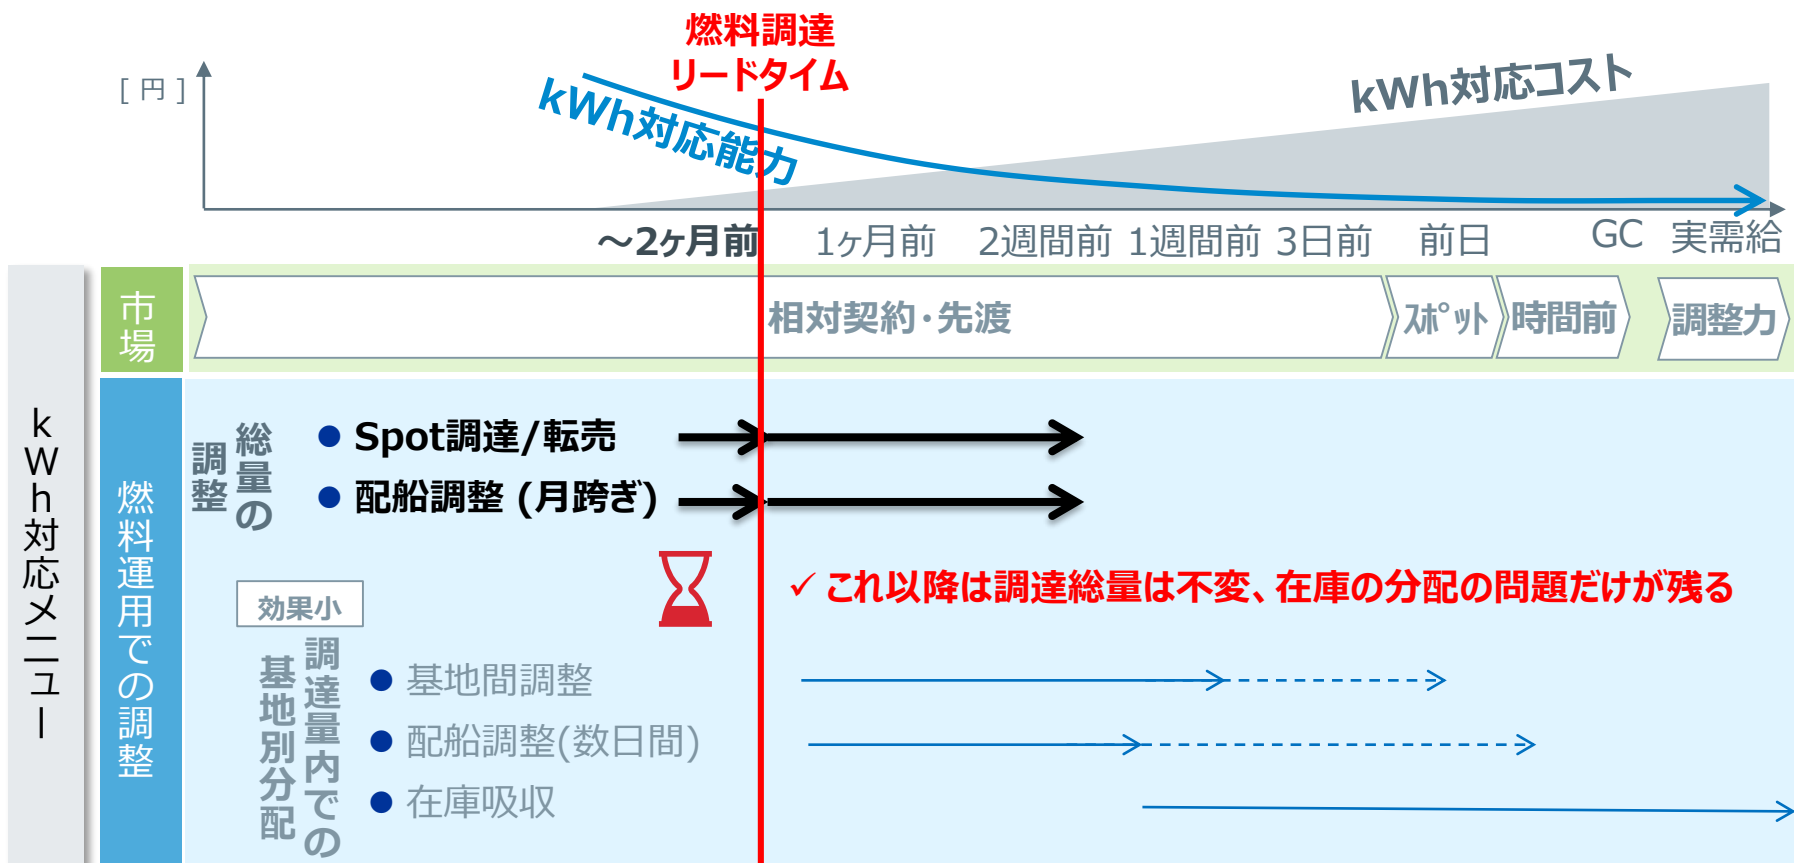 燃料調達
リードタイム
[ 円 ]
kWh対応能力
kWh対応コスト
～2ヶ月前
1ヶ月前
2週間前
1週間前
3日前
前日
GC
実需給
kWh対応メニュー
市場
相対契約・先渡
ｽﾎﾟｯﾄ
時間前
調整力
燃料運用での調整
総量の
調整
● Spot調達/転売
● 配船調整 (月跨ぎ)
✓ これ以降は調達総量は不変、在庫の分配の問題だけが残る
効果小
調達量内での
基地別分配
● 基地間調整
● 配船調整(数日間)
● 在庫吸収